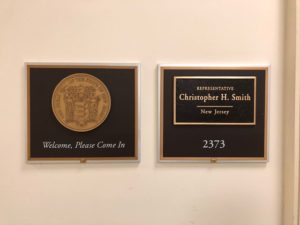 Welcome, Please Come In
REPRESENTATIVE
Christopher H. Smith
New Jersey
2373